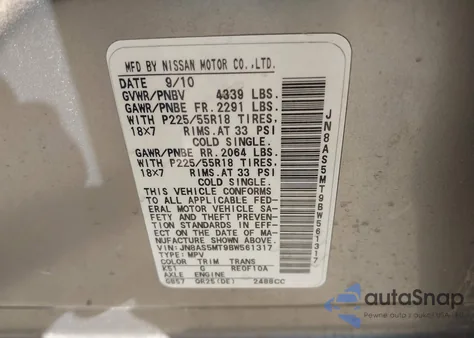 MFD BY NISSAN MOTOR CO.,LTD.
DATE 9/10
GVWR/PNBV 4339 LBS.
GAWR/PNBE FR. 2291 LBS.
WITH P225/55R18 TIRES.
18X7 RIMS.AT 33 PSI
COLD SINGLE.
GAWR/PNBE RR. 2064 LBS.
WITH P225/55R18 TIRES.
18X7 RIMS.AT 33 PSI
COLD SINGLE.
THIS VEHICLE CONFORMS
TO ALL APPLICABLE FED-
ERAL MOTOR VEHICLE SA-
FETY AND THEFT PREVENTION
STANDARDS IN EFF-
ECT ON THE DATE OF MA-
NUFACTURE SHOWN ABOVE.
VIN: JN8AS5MT9BW561317
TYPE: MPV
COLOR TRIM TRANS
K51 G RE0F10A
AXLE ENGINE
GB57 QR25(DE) 2488CC
JN8AS5MT9BW561317
autaSnap